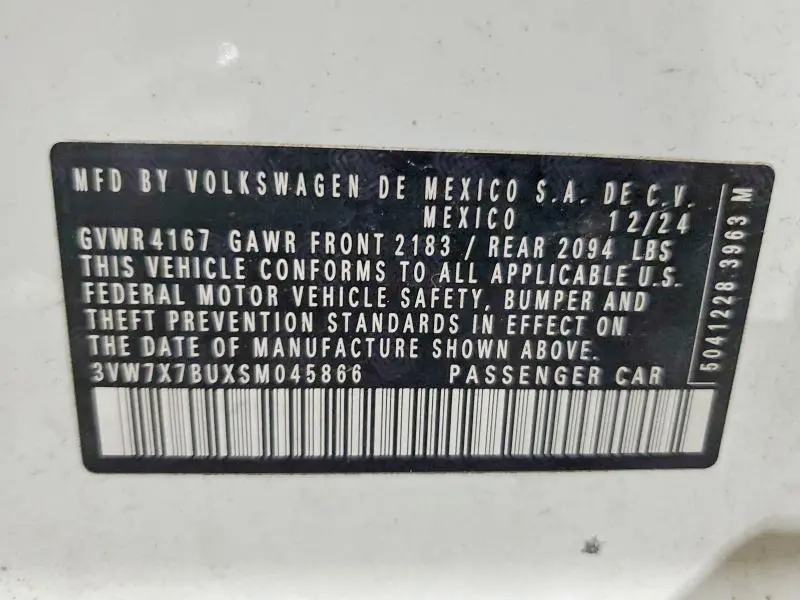 MFD BY VOLKSWAGEN DE MEXICO S.A. DE C.V.
MEXICO 12/24
GVWR 4167 GAWR FRONT 2183 / REAR 2094 LBS
THIS VEHICLE CONFORMS TO ALL APPLICABLE U.S.
FEDERAL MOTOR VEHICLE SAFETY, BUMPER AND
THEFT PREVENTION STANDARDS IN EFFECT ON
THE DATE OF MANUFACTURE SHOWN ABOVE.
3VW7X7BUXSM045866 PASSENGER CAR
5041228 3963 M